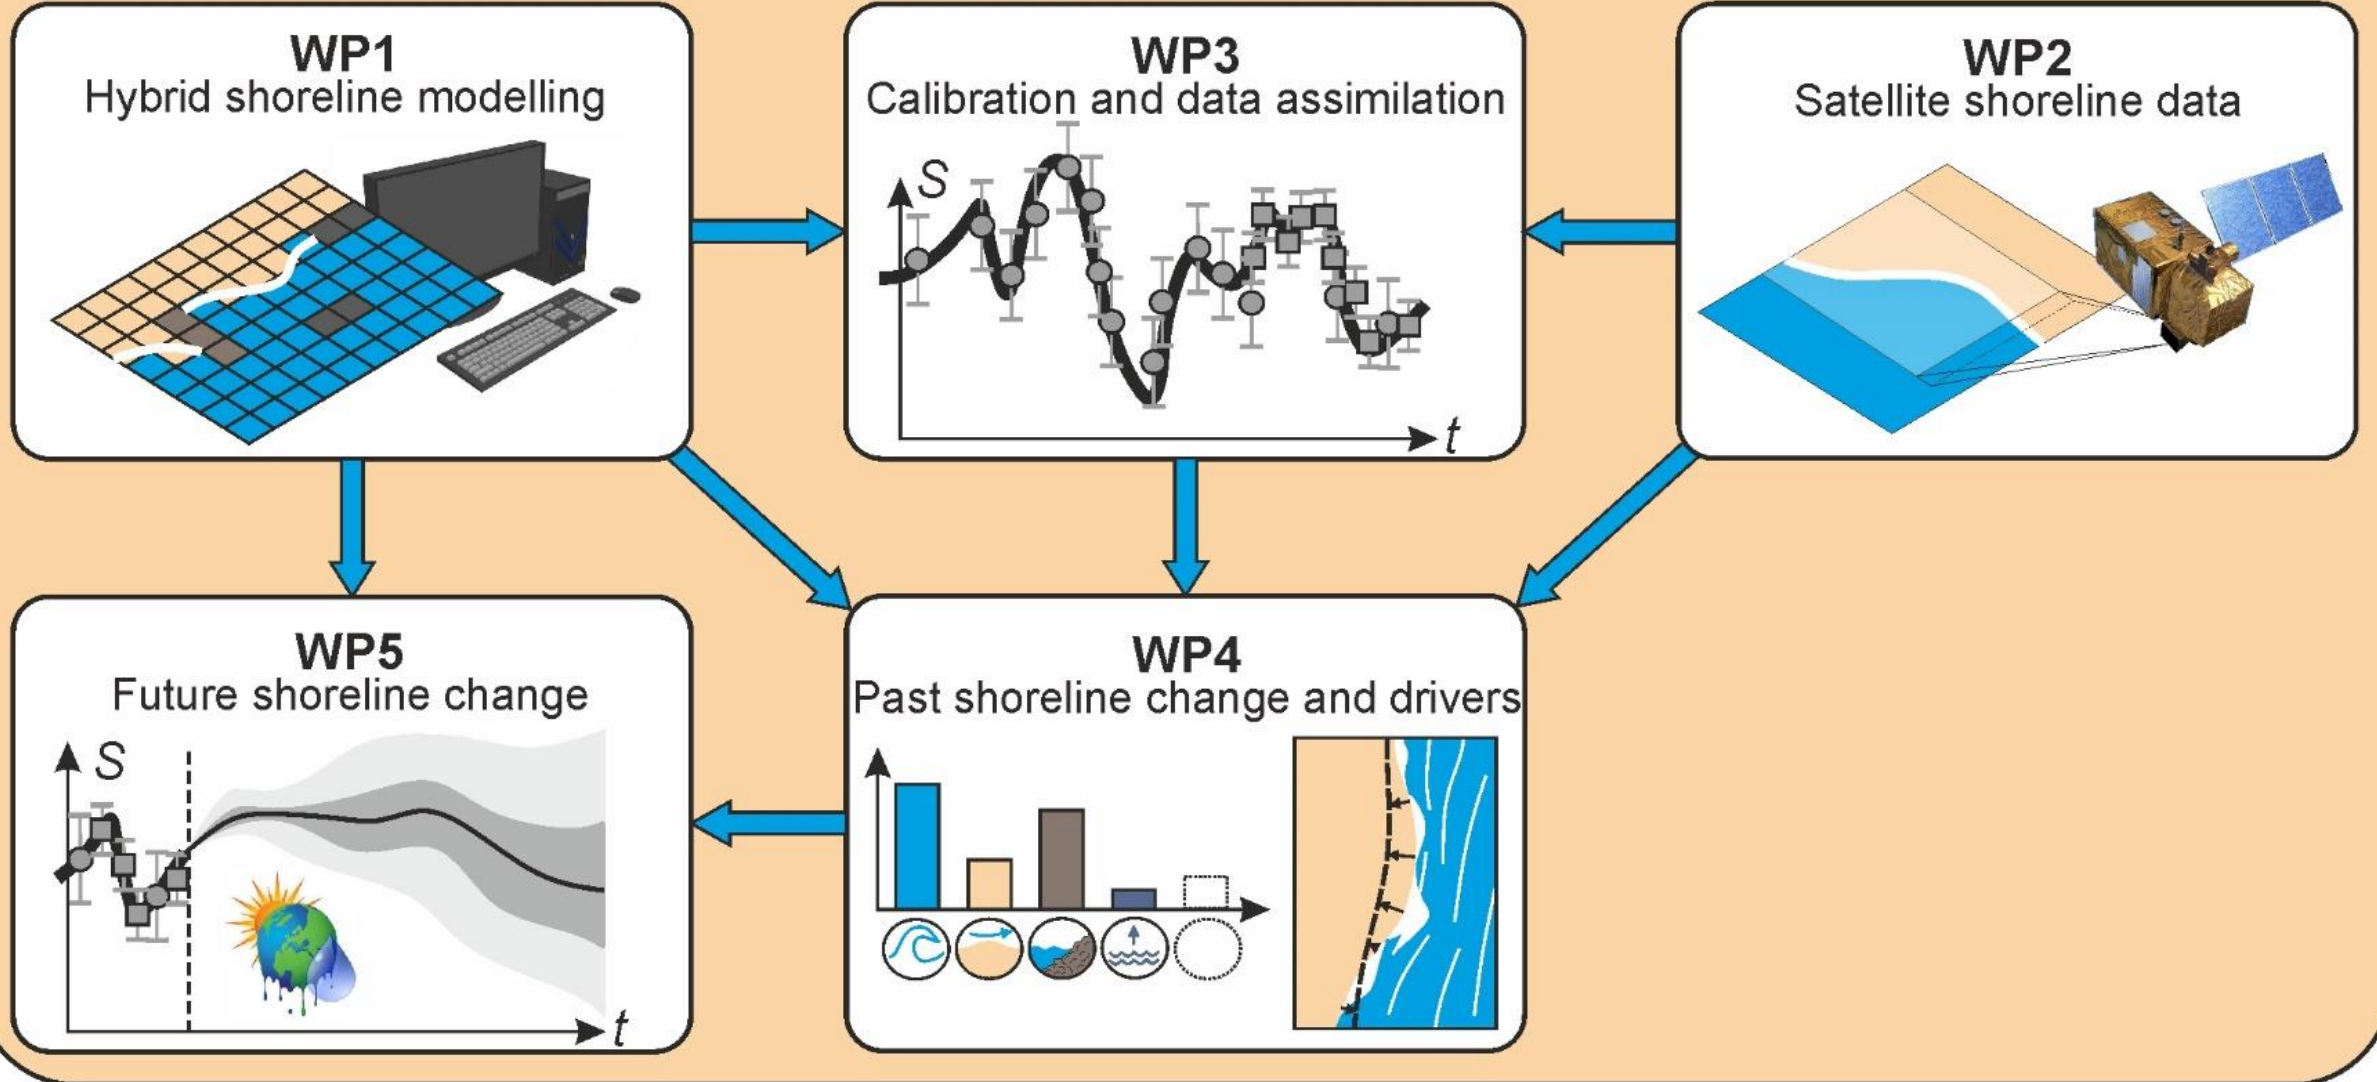 WP1
Hybrid shoreline modelling
WP3
Calibration and data assimilation
S
t
WP2
Satellite shoreline data
WP5
Future shoreline change
S
t
WP4
Past shoreline change and drivers